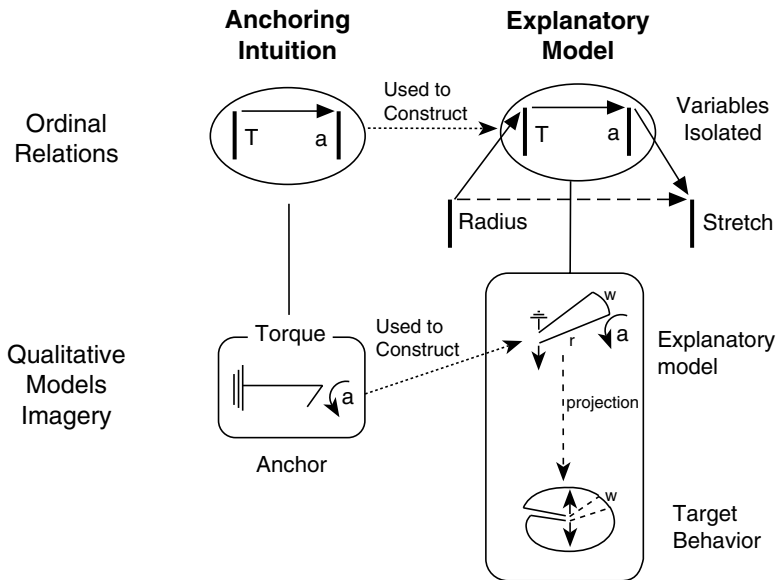 Anchoring
Intuition
Explanatory
Model
Ordinal
Relations
T
a
Used to
Construct
T
a
Variables
Isolated
Radius
Stretch
Qualitative
Models
Imagery
Torque
a
Anchor
Used to
Construct
w
r
a
Explanatory
model
projection
w
Target
Behavior